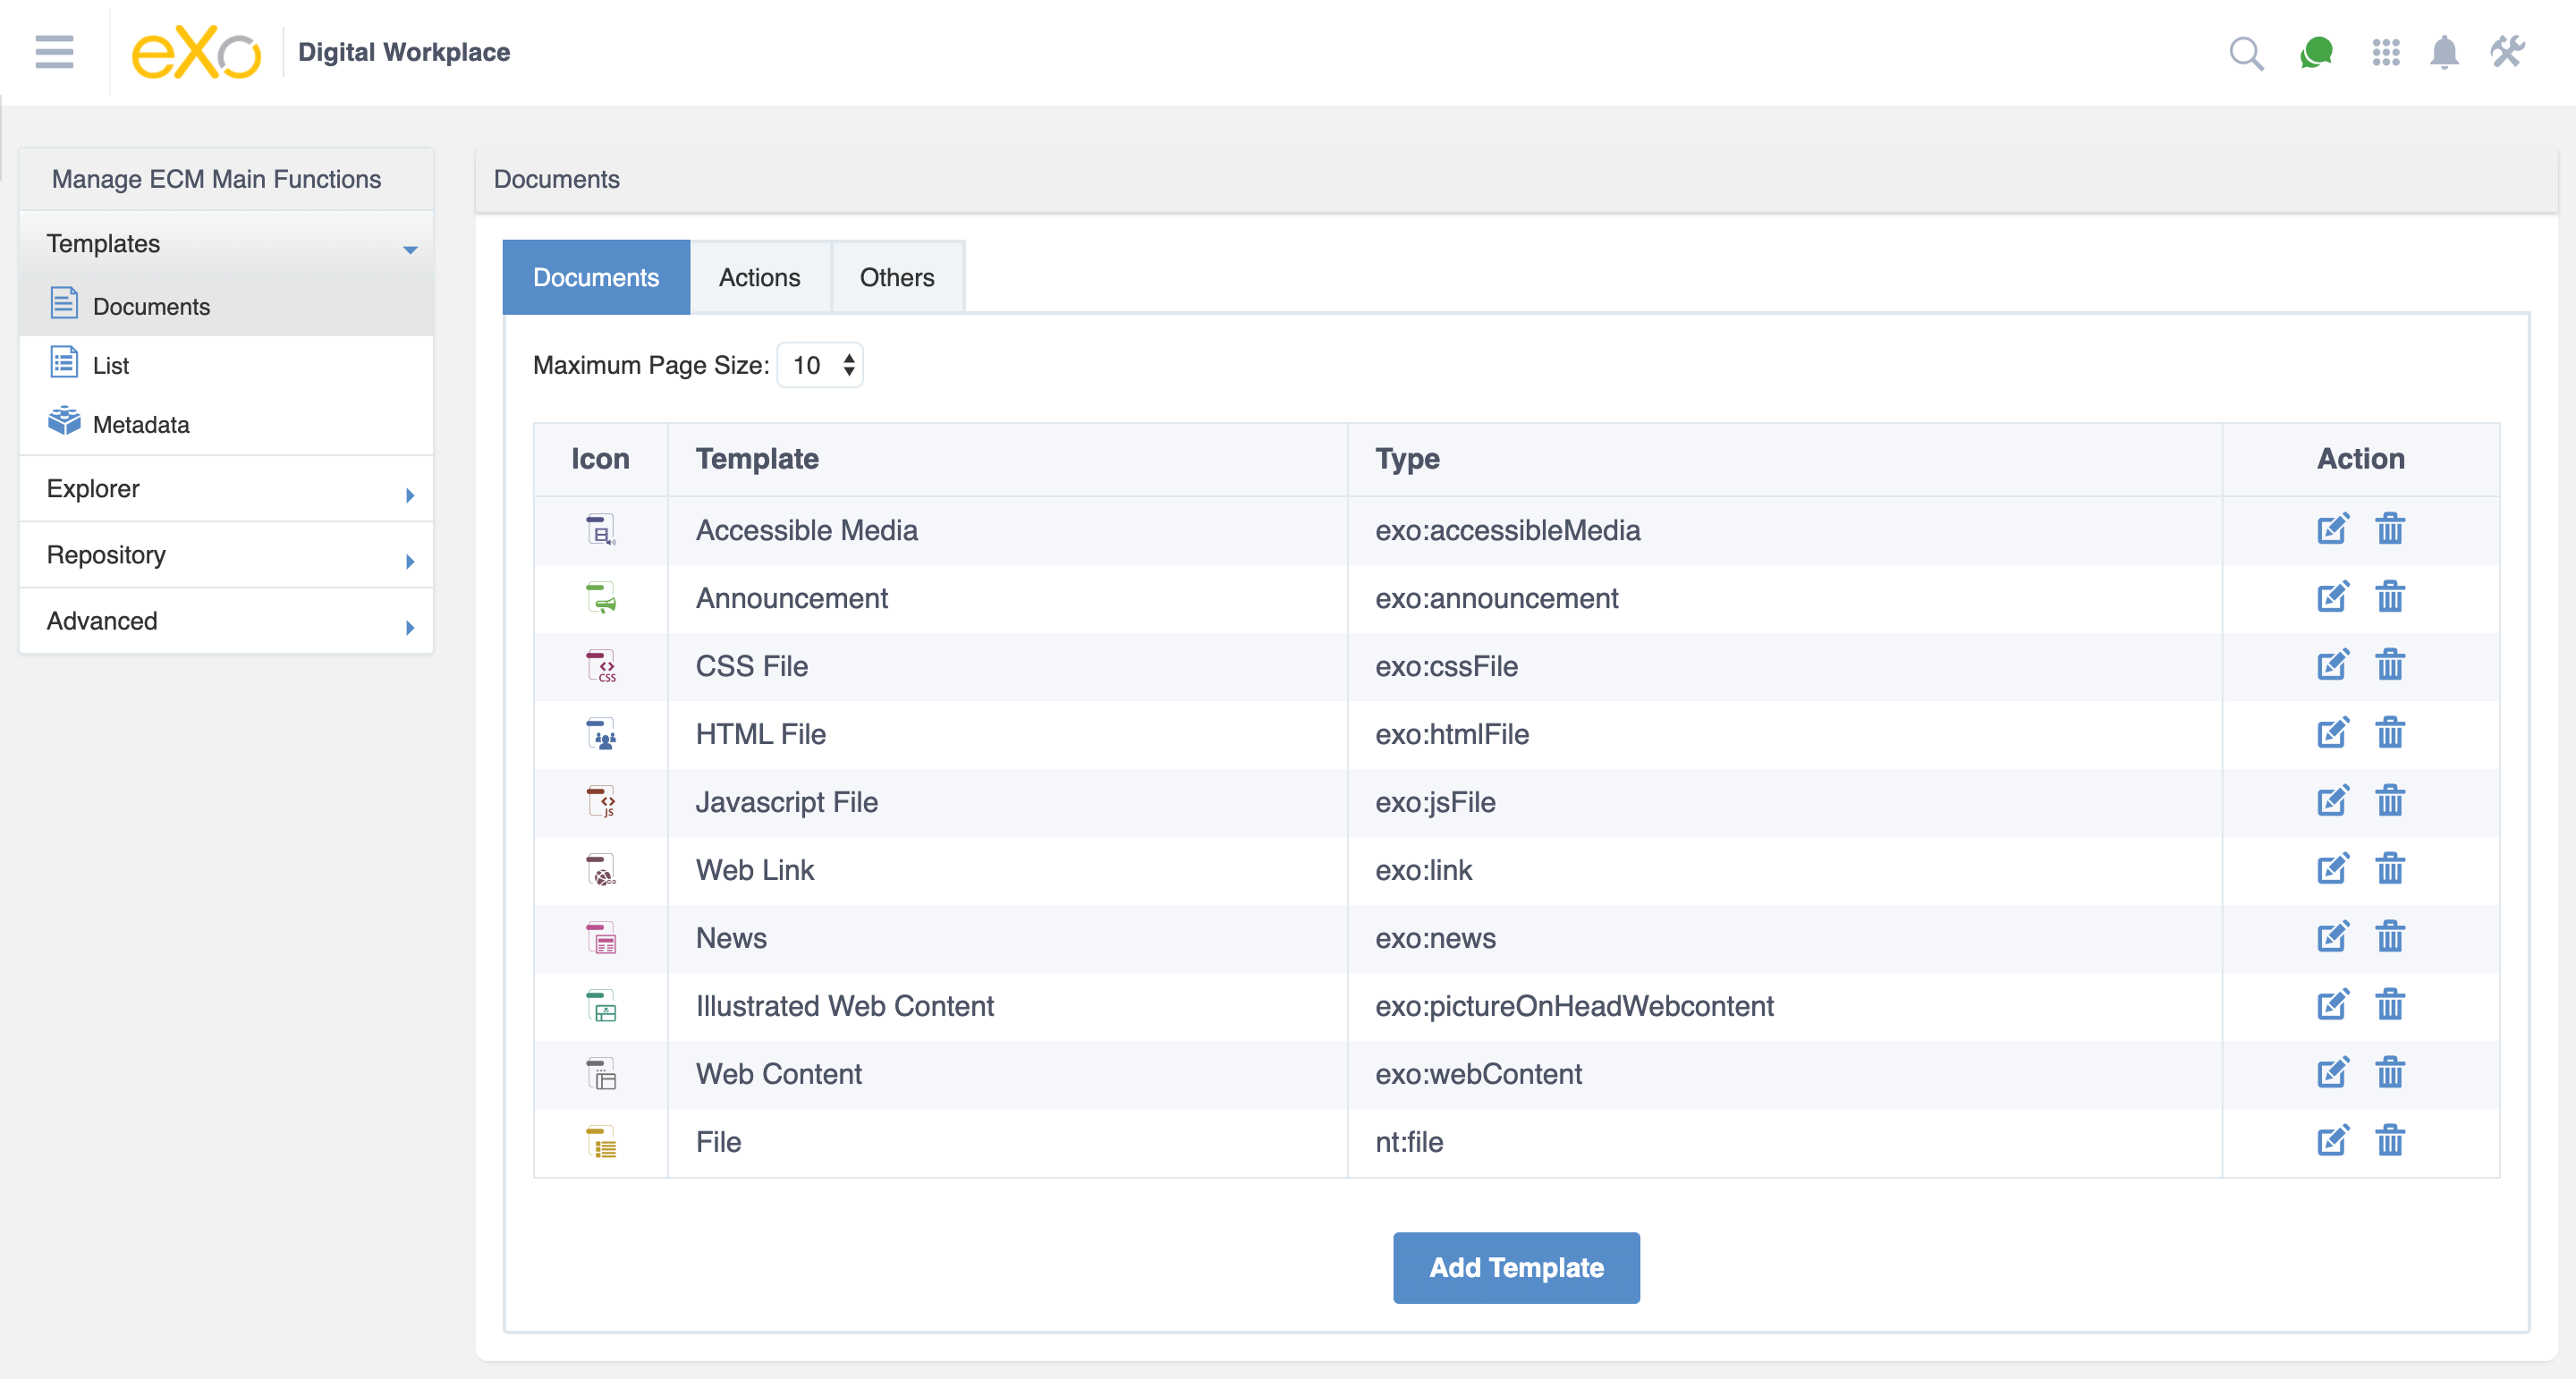 eXo Digital Workplace
Manage ECM Main Functions
Templates
Documents
List
Metadata
Explorer
Repository
Advanced
Documents
Documents Actions Others
Maximum Page Size: 10
Icon Template Type Action
Accessible Media exo:accessibleMedia
Announcement exo:announcement
CSS CSS File exo:cssFile
HTML File exo:htmlFile
JS Javascript File exo:jsFile
Web Link exo:link
News exo:news
Illustrated Web Content exo:pictureOnHeadWebcontent
Web Content exo:webContent
File nt:file
Add Template